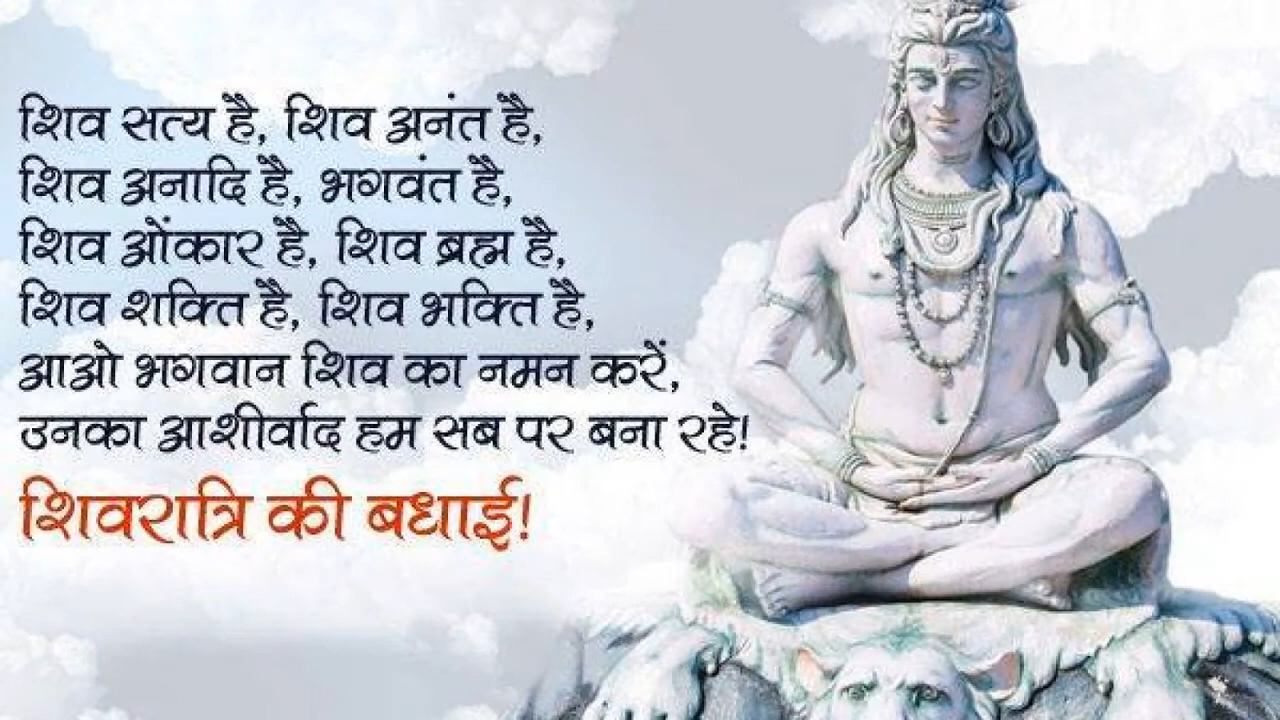 शिव सत्य है, शिव अनंत है,
शिव अनादि है, भगवंत है,
शिव ओंकार है, शिव ब्रह्म है,
शिव शक्ति है, शिव भक्ति है,
आओ भगवान शिव का नमन करें,
उनका आशीर्वाद हम सब पर बना रहे!
शिवरात्रि की बधाई!